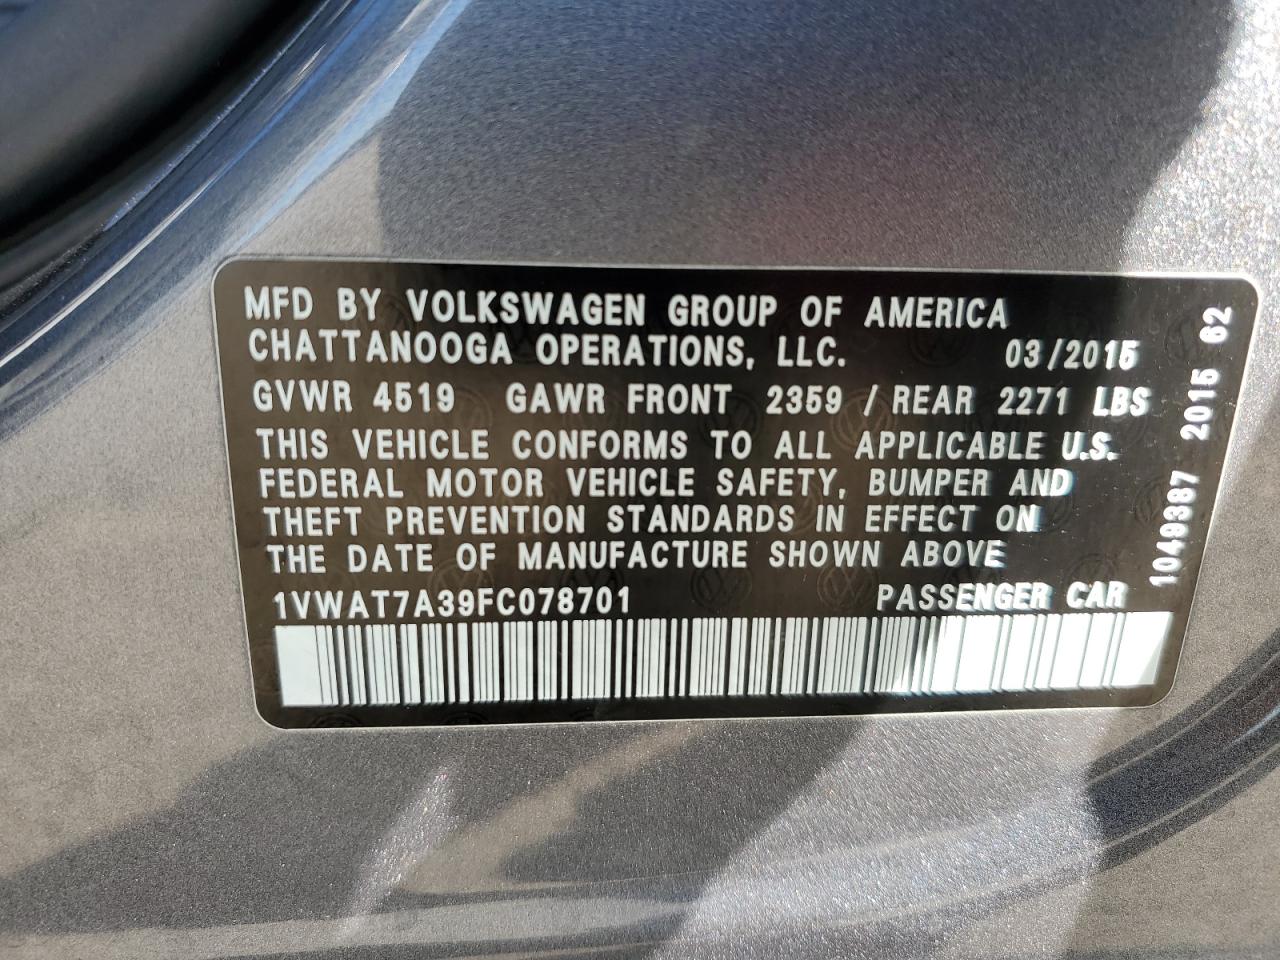 MFD BY VOLKSWAGEN GROUP OF AMERICA
CHATTANOOGA OPERATIONS, LLC. 03/2015
GVWR 4519 GAWR FRONT 2359 / REAR 2271 LBS
THIS VEHICLE CONFORMS TO ALL APPLICABLE U.S.
FEDERAL MOTOR VEHICLE SAFETY, BUMPER AND
THEFT PREVENTION STANDARDS IN EFFECT ON
THE DATE OF MANUFACTURE SHOWN ABOVE
1VWAT7A39FC078701 PASSENGER CAR
1049387 2015 62